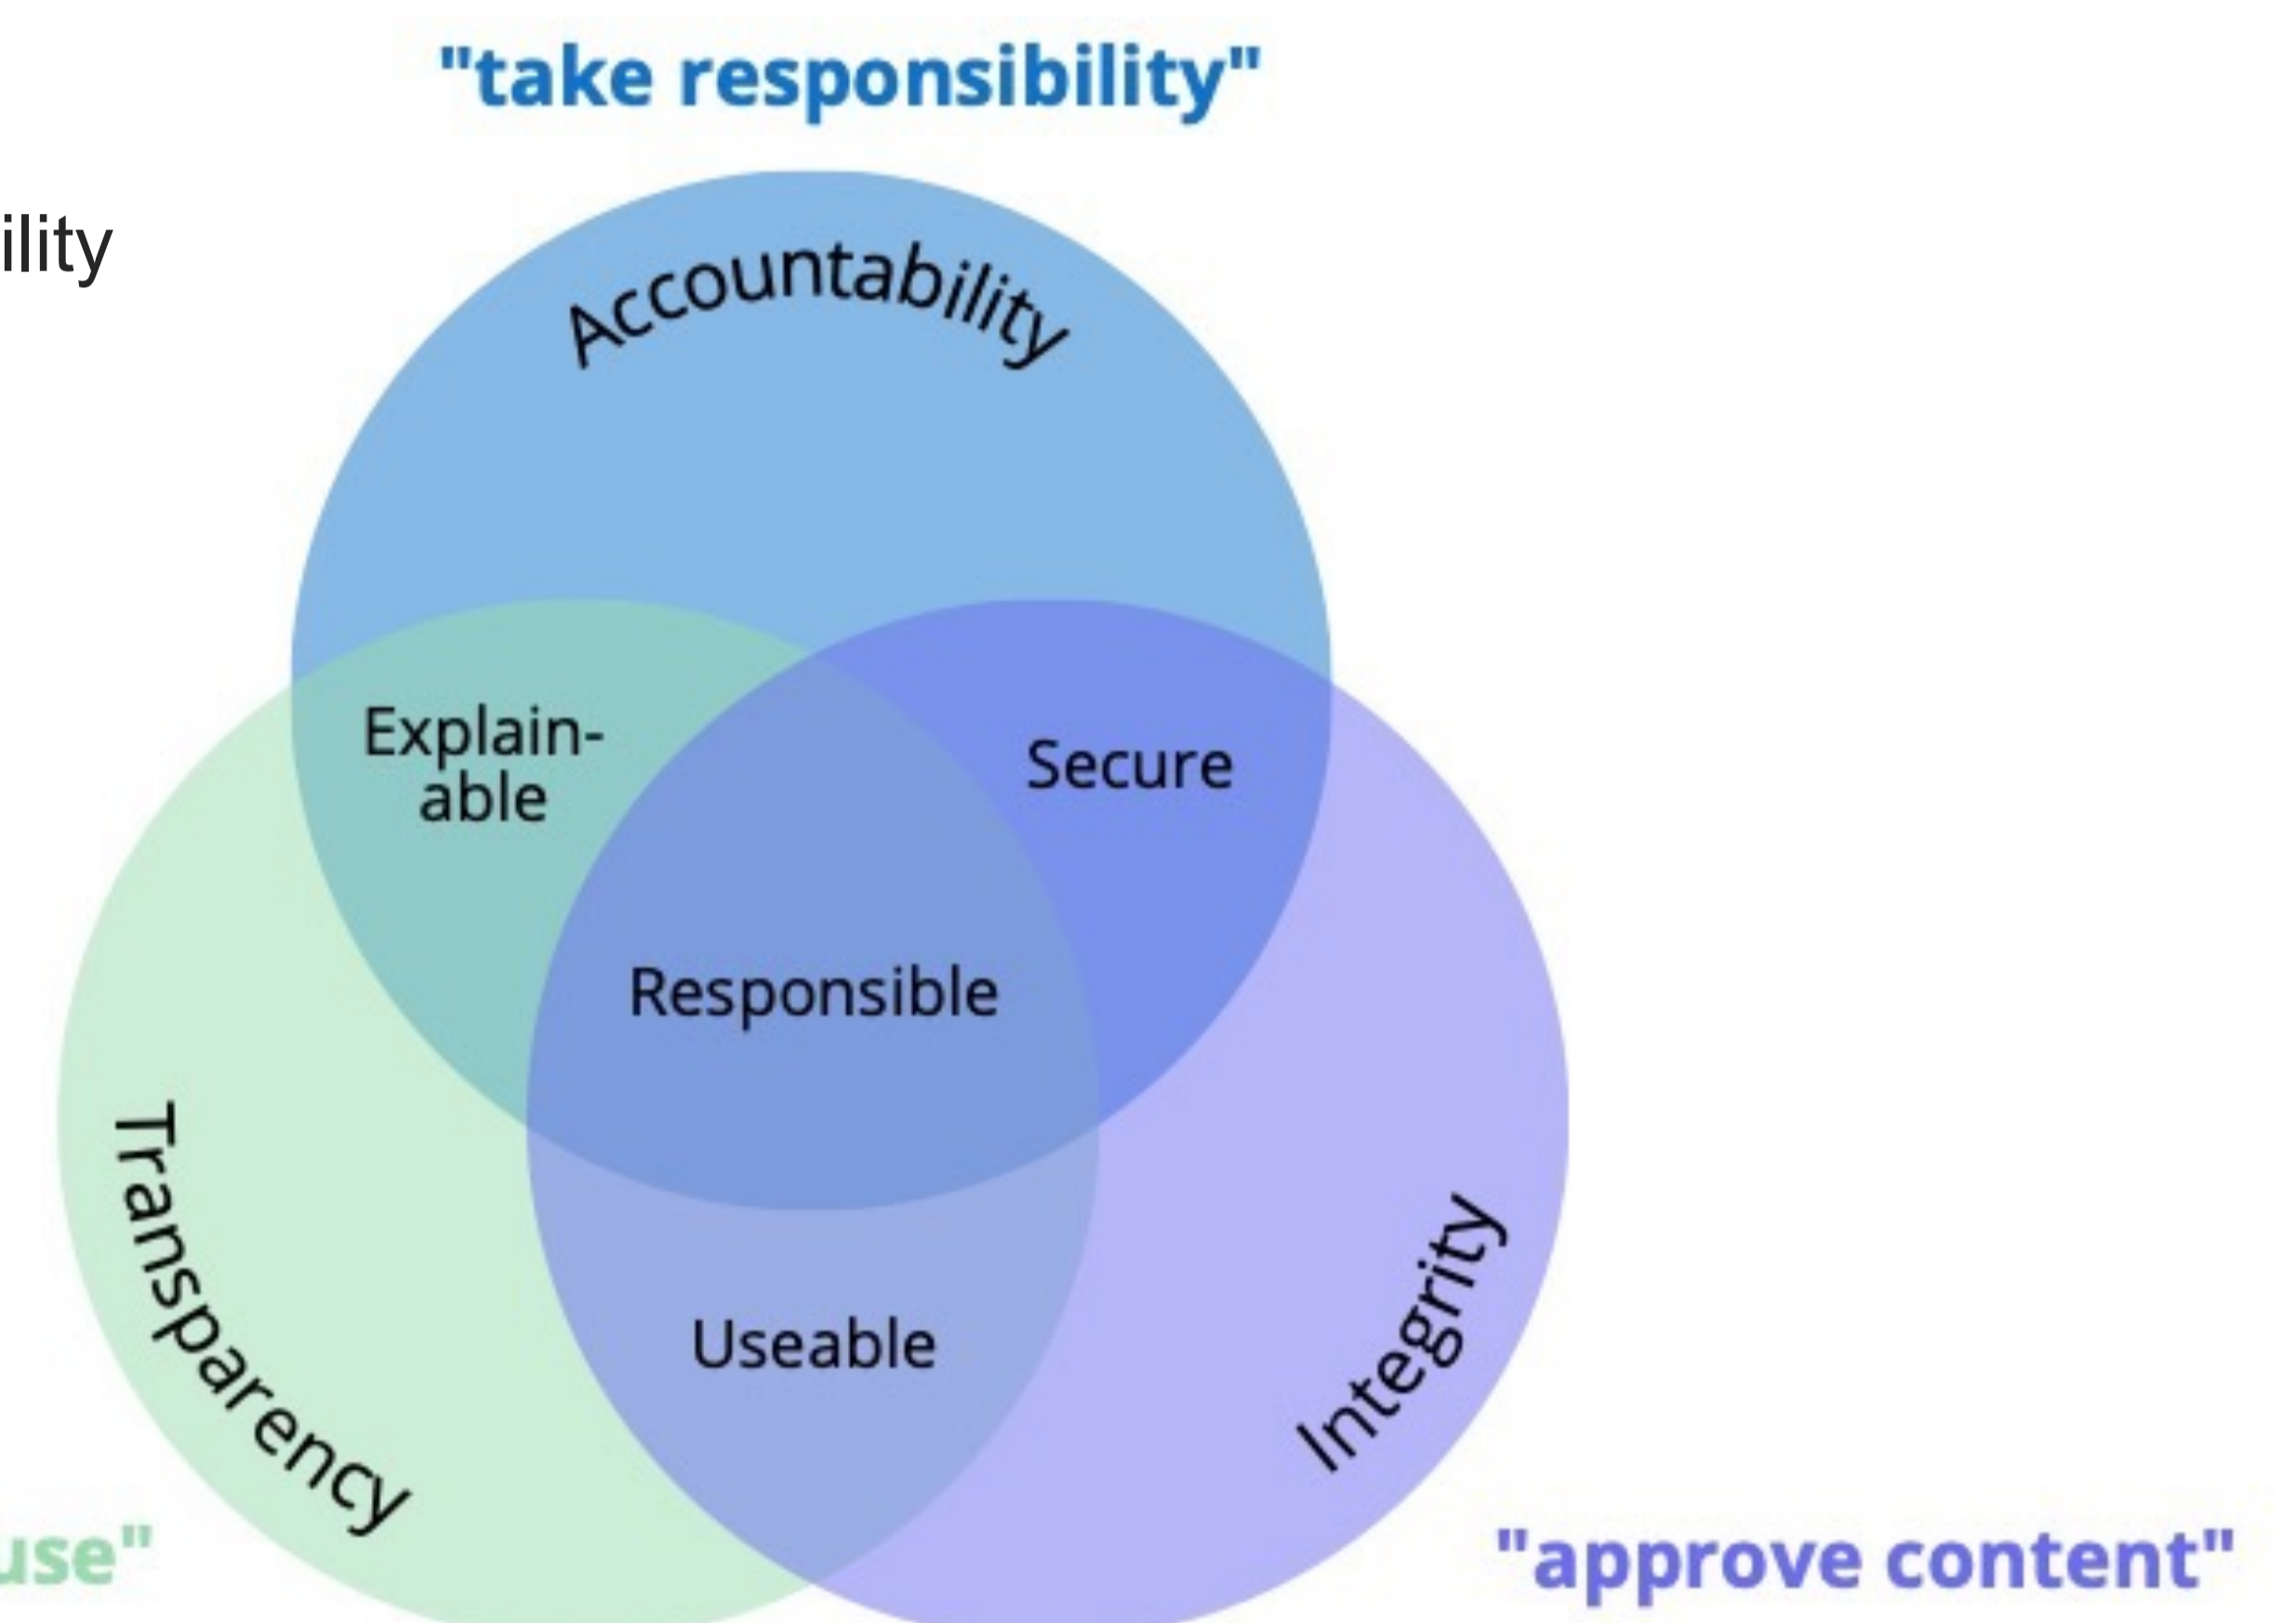 "take responsibility"
ility
Accountability
Explain-
able
Secure
Responsible
Transparency
Integrity
Useable
use"
"approve content"